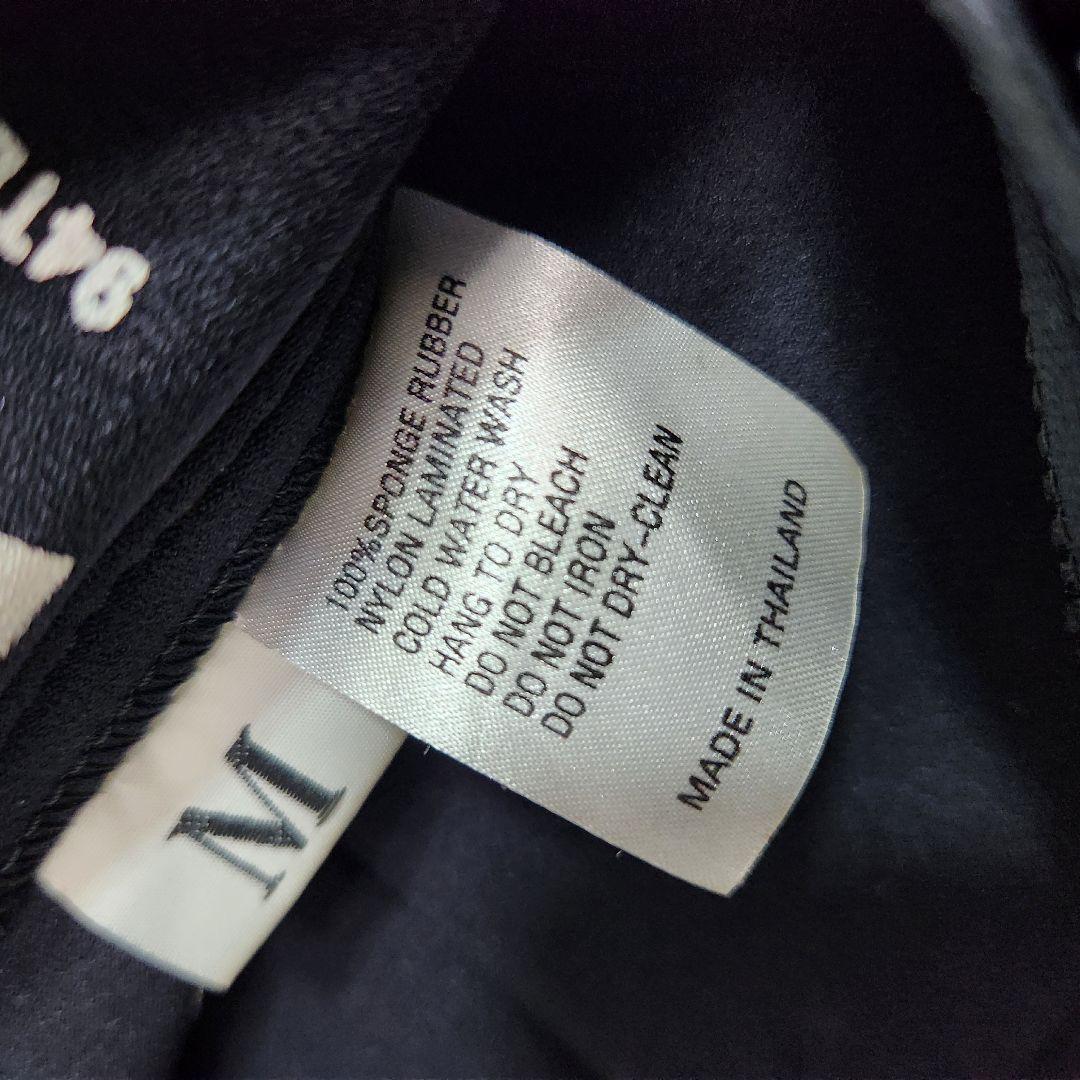 100% SPONGE RUBBER
NYLON LAMINATED
COLD WATER WASH
HANG TO DRY
DO NOT BLEACH
DO NOT IRON
DO NOT DRY-CLEAN
MADE IN THAILAND
M